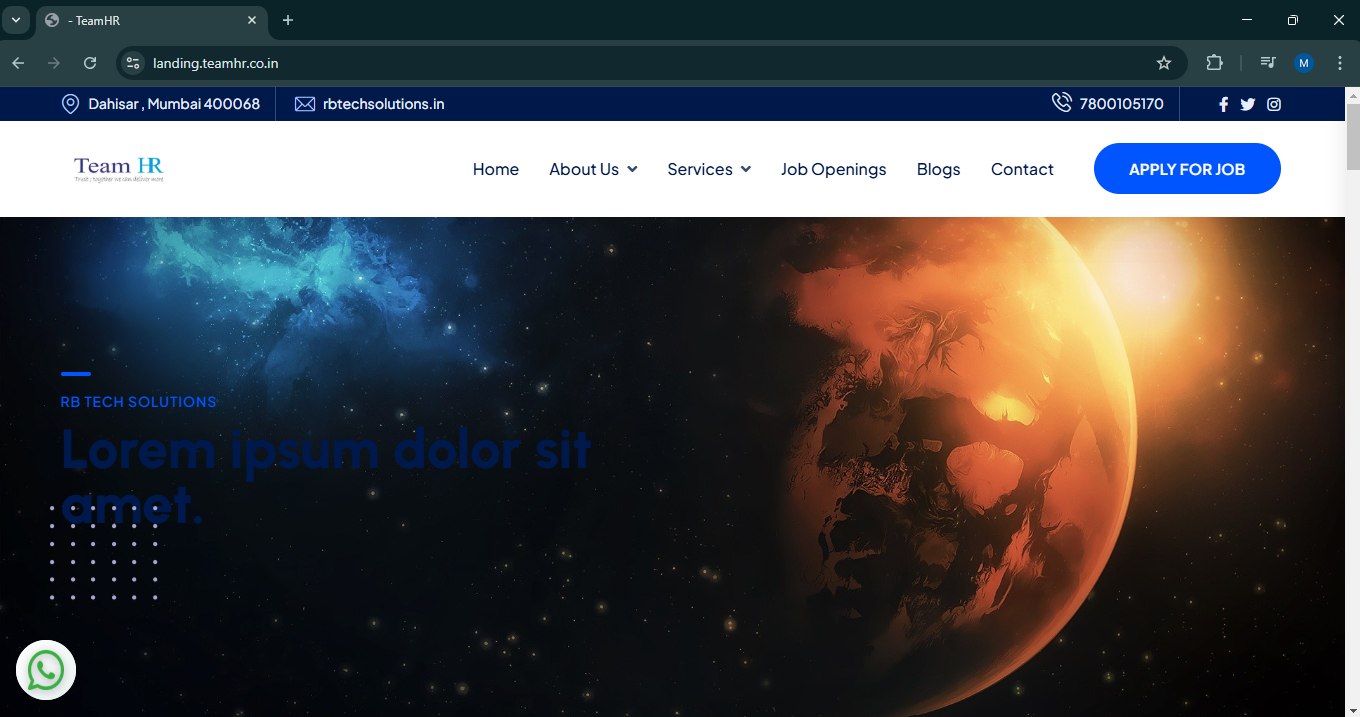 - TeamHR
landing.teamhr.co.in
M
Dahisar , Mumbai 400068
rbtechsolutions.in
7800105170
Team HR
Trust ; together we can deliver more
Home
About Us
Services
Job Openings
Blogs
Contact
APPLY FOR JOB
RB TECH SOLUTIONS
Lorem ipsum dolor sit
amet.